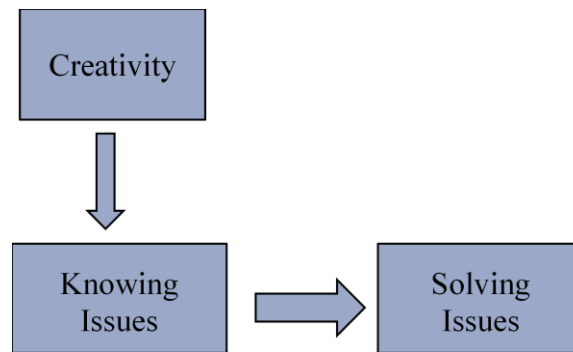 Creativity
Knowing
Issues
Solving
Issues